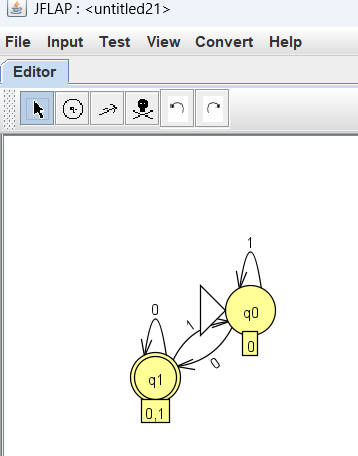 JFLAP : <untitled21>
File Input Test View Convert Help
Editor
1
q0
0
0
1
0
q1
0,1